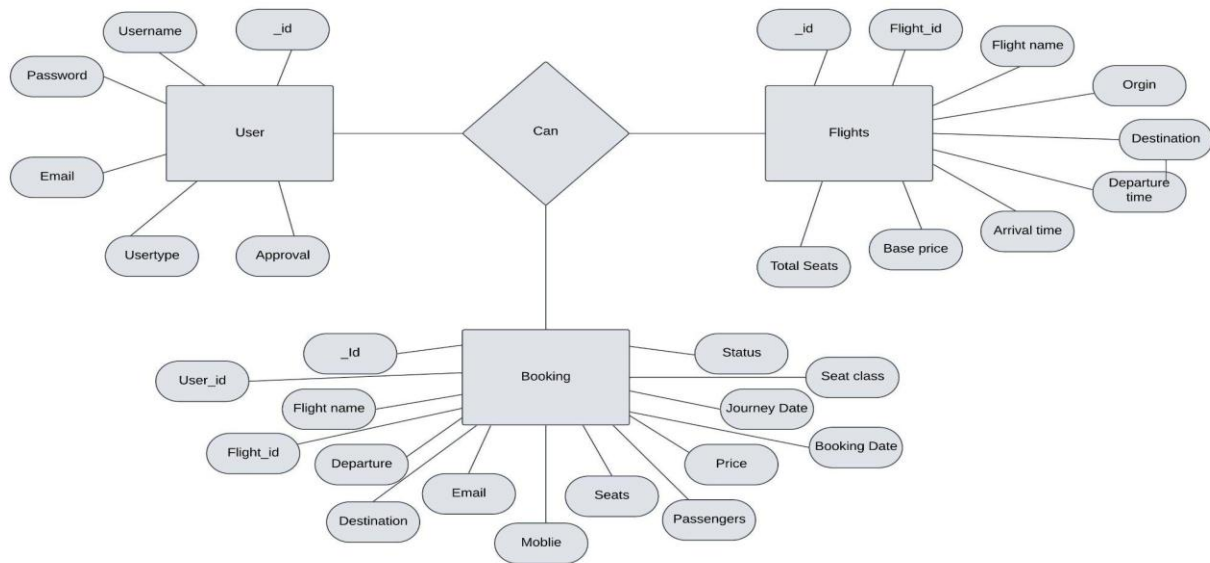 Username
_id
Password
User
Email
Usertype
Approval
Can
_id
Flight_id
Flight name
Orgin
Flights
Destination
Departure
time
Arrival time
Base price
Total Seats
_Id
Status
User_id
Booking
Seat class
Flight name
Journey Date
Flight_id
Booking Date
Departure
Price
Email
Seats
Destination
Passengers
Moblie